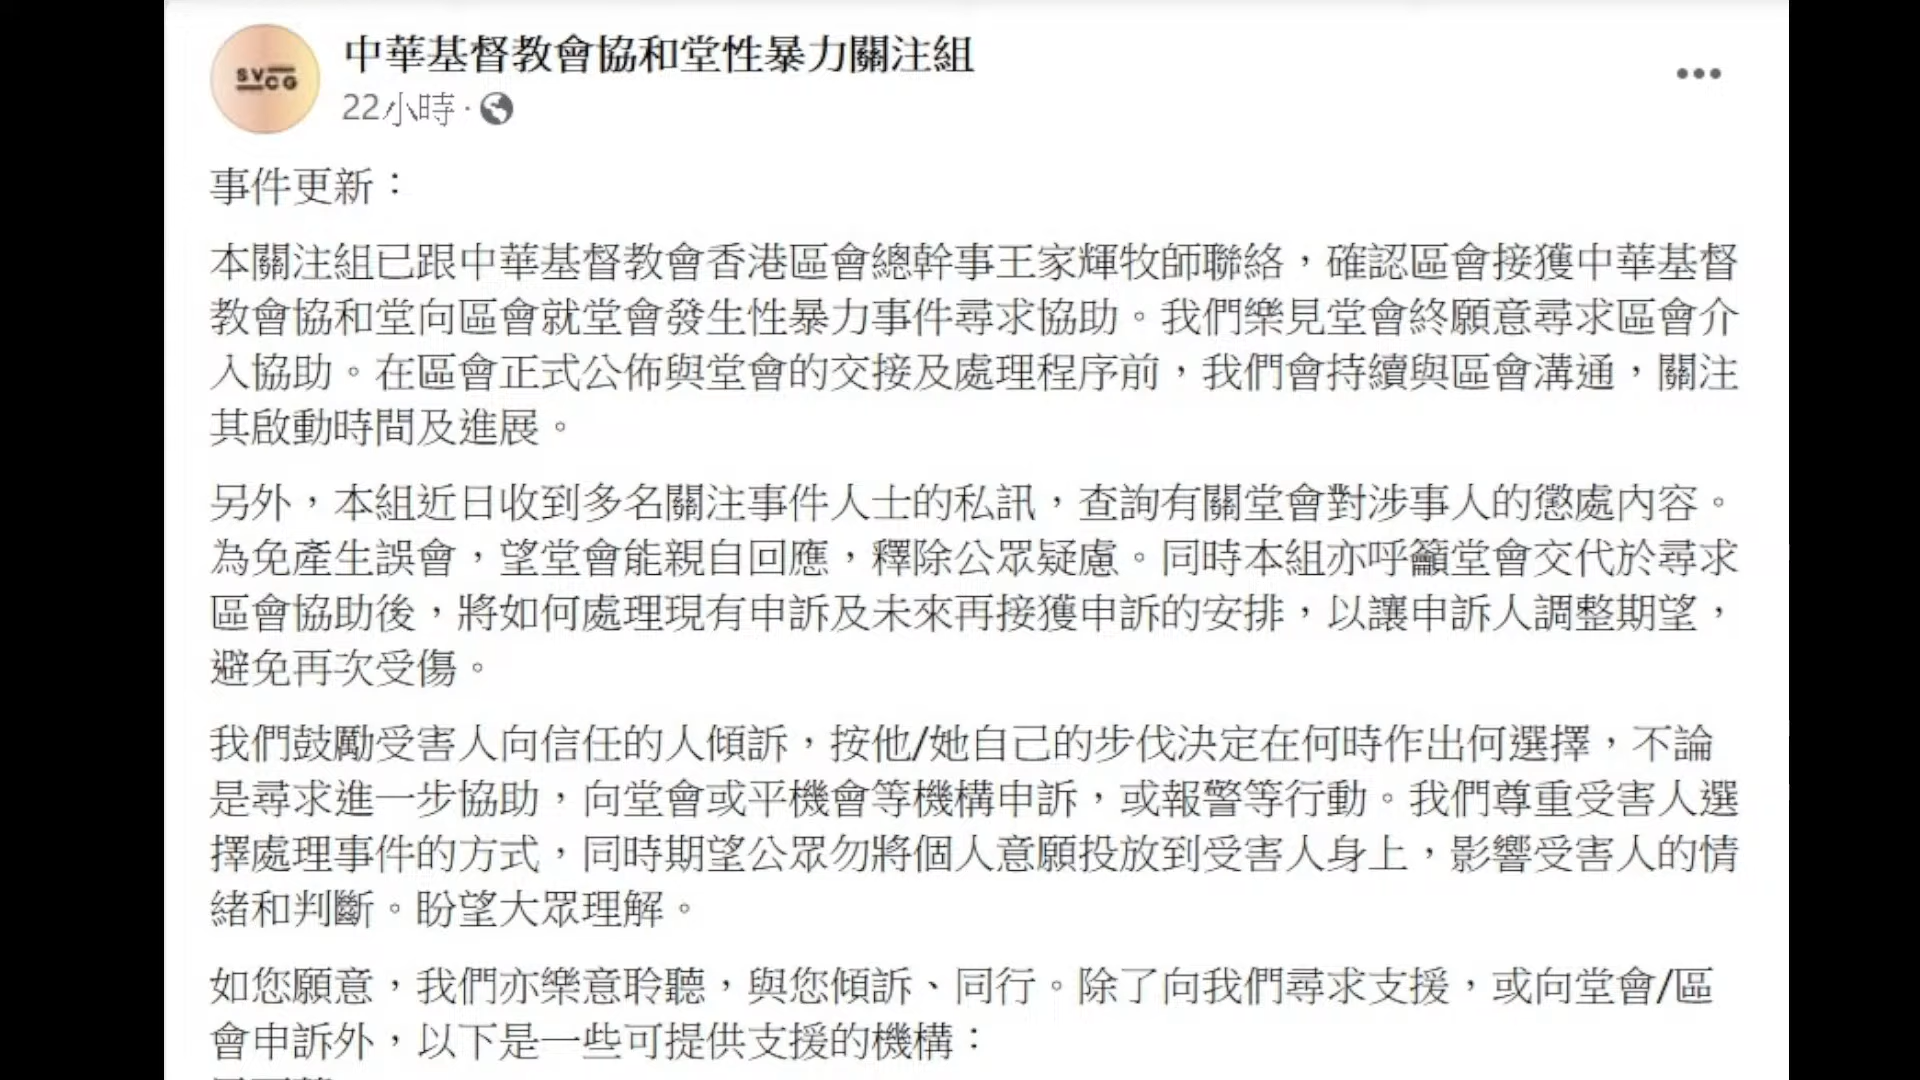 SVCG
中華基督教會協和堂性暴力關注組
22小時·
事件更新：
本關注組已跟中華基督教會香港區會總幹事王家輝牧師聯絡，確認區會接獲中華基督
教會協和堂向區會就堂會發生性暴力事件尋求協助。我們樂見堂會終願意尋求區會介
入協助。在區會正式公佈與堂會的交接及處理程序前，我們會持續與區會溝通，關注
其啟動時間及進展。
另外，本組近日收到多名關注事件人士的私訊，查詢有關堂會對涉事人的懲處內容。
為免產生誤會，望堂會能親自回應，釋除公眾疑慮。同時本組亦呼籲堂會交代於尋求
區會協助後，將如何處理現有申訴及未來再接獲申訴的安排，以讓申訴人調整期望，
避免再次受傷。
我們鼓勵受害人向信任的人傾訴，按他/她自己的步伐決定在何時作出何選擇，不論
是尋求進一步協助，向堂會或平機會等機構申訴，或報警等行動。我們尊重受害人選
擇處理事件的方式，同時期望公眾勿將個人意願投放到受害人身上，影響受害人的情
緒和判斷。盼望大眾理解。
如您願意，我們亦樂意聆聽，與您傾訴、同行。除了向我們尋求支援，或向堂會/區
會申訴外，以下是一些可提供支援的機構：